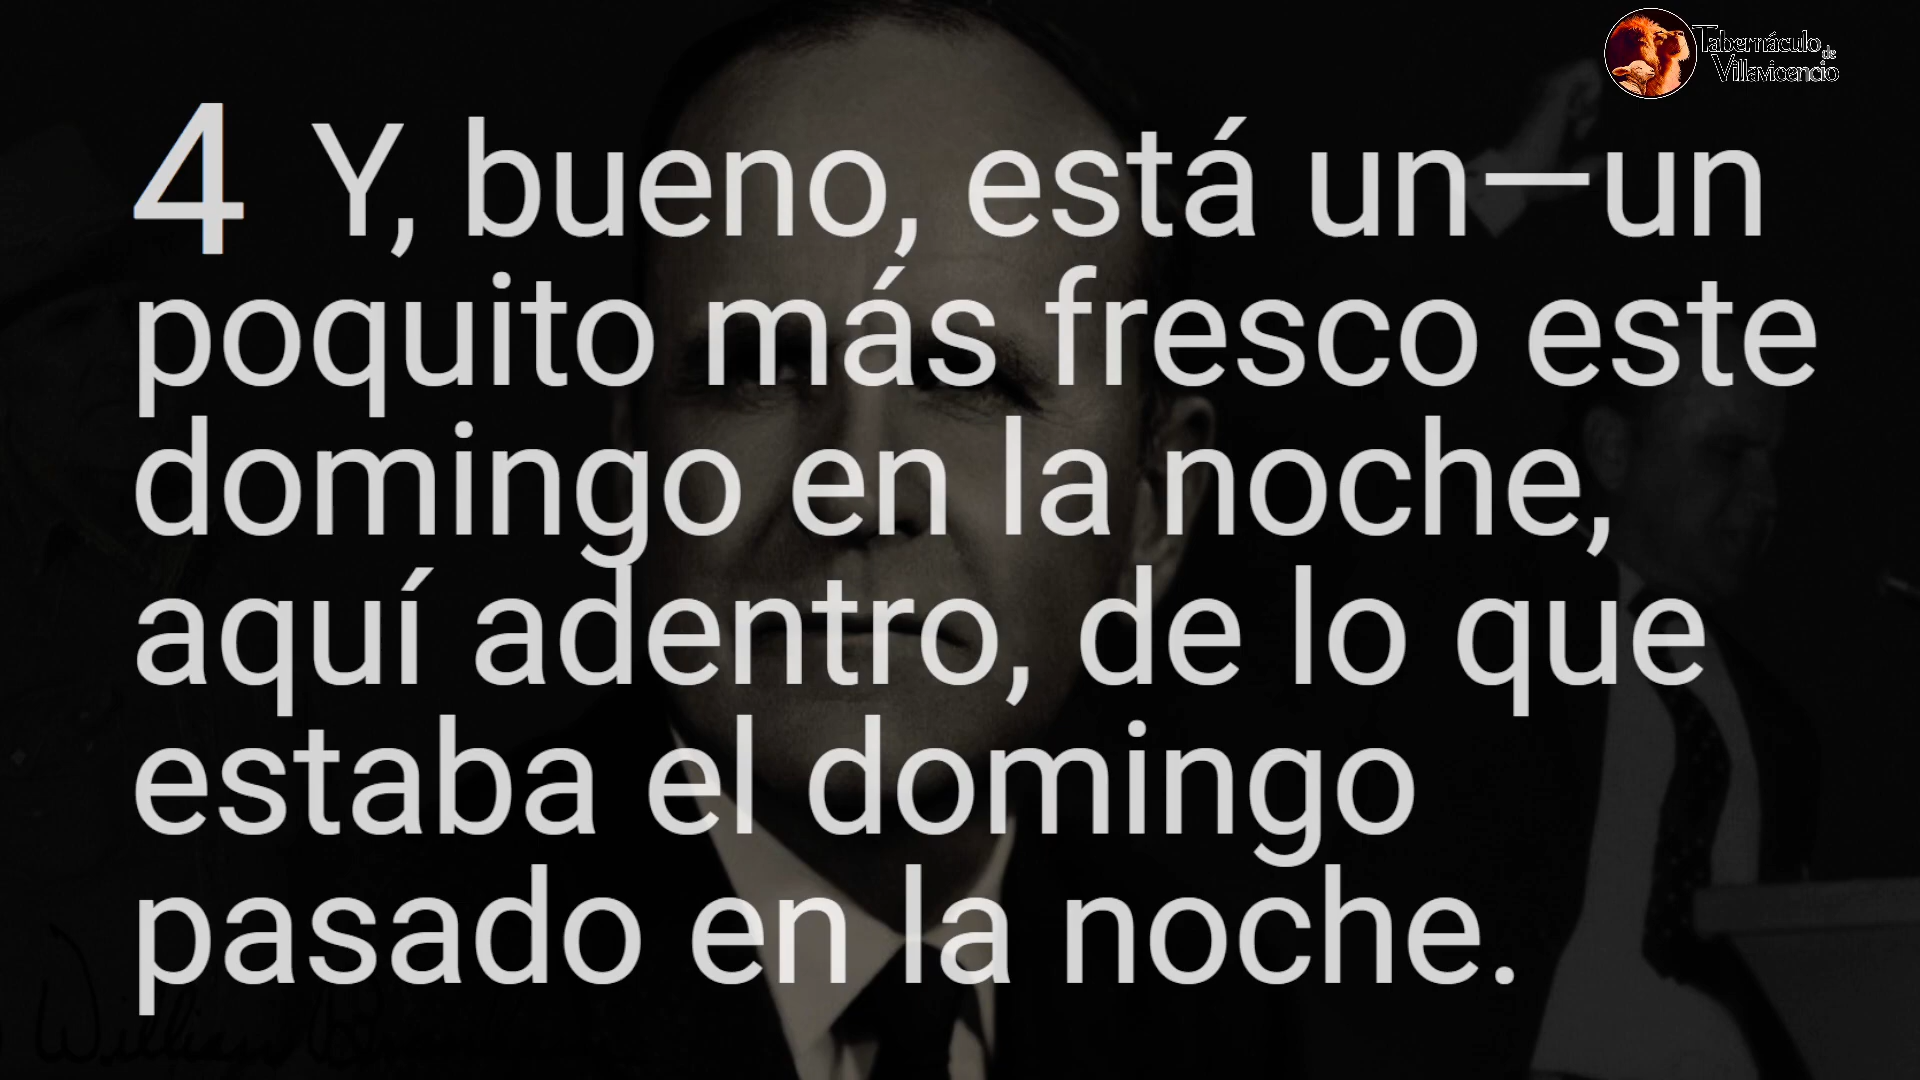 Tabernáculo
de
Villavicencio
4 Y, bueno, está un—un
poquito más fresco este
domingo en la noche,
aquí adentro, de lo que
estaba el domingo
pasado en la noche.
William